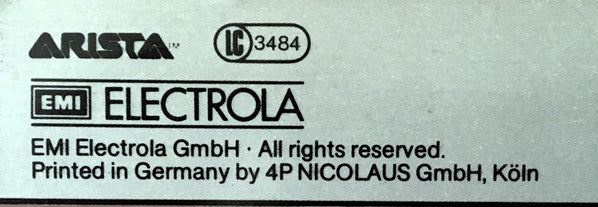 ARISTA™ LC 3484
EMI ELECTROLA
EMI Electrola GmbH · All rights reserved.
Printed in Germany by 4P NICOLAUS GmbH, Köln